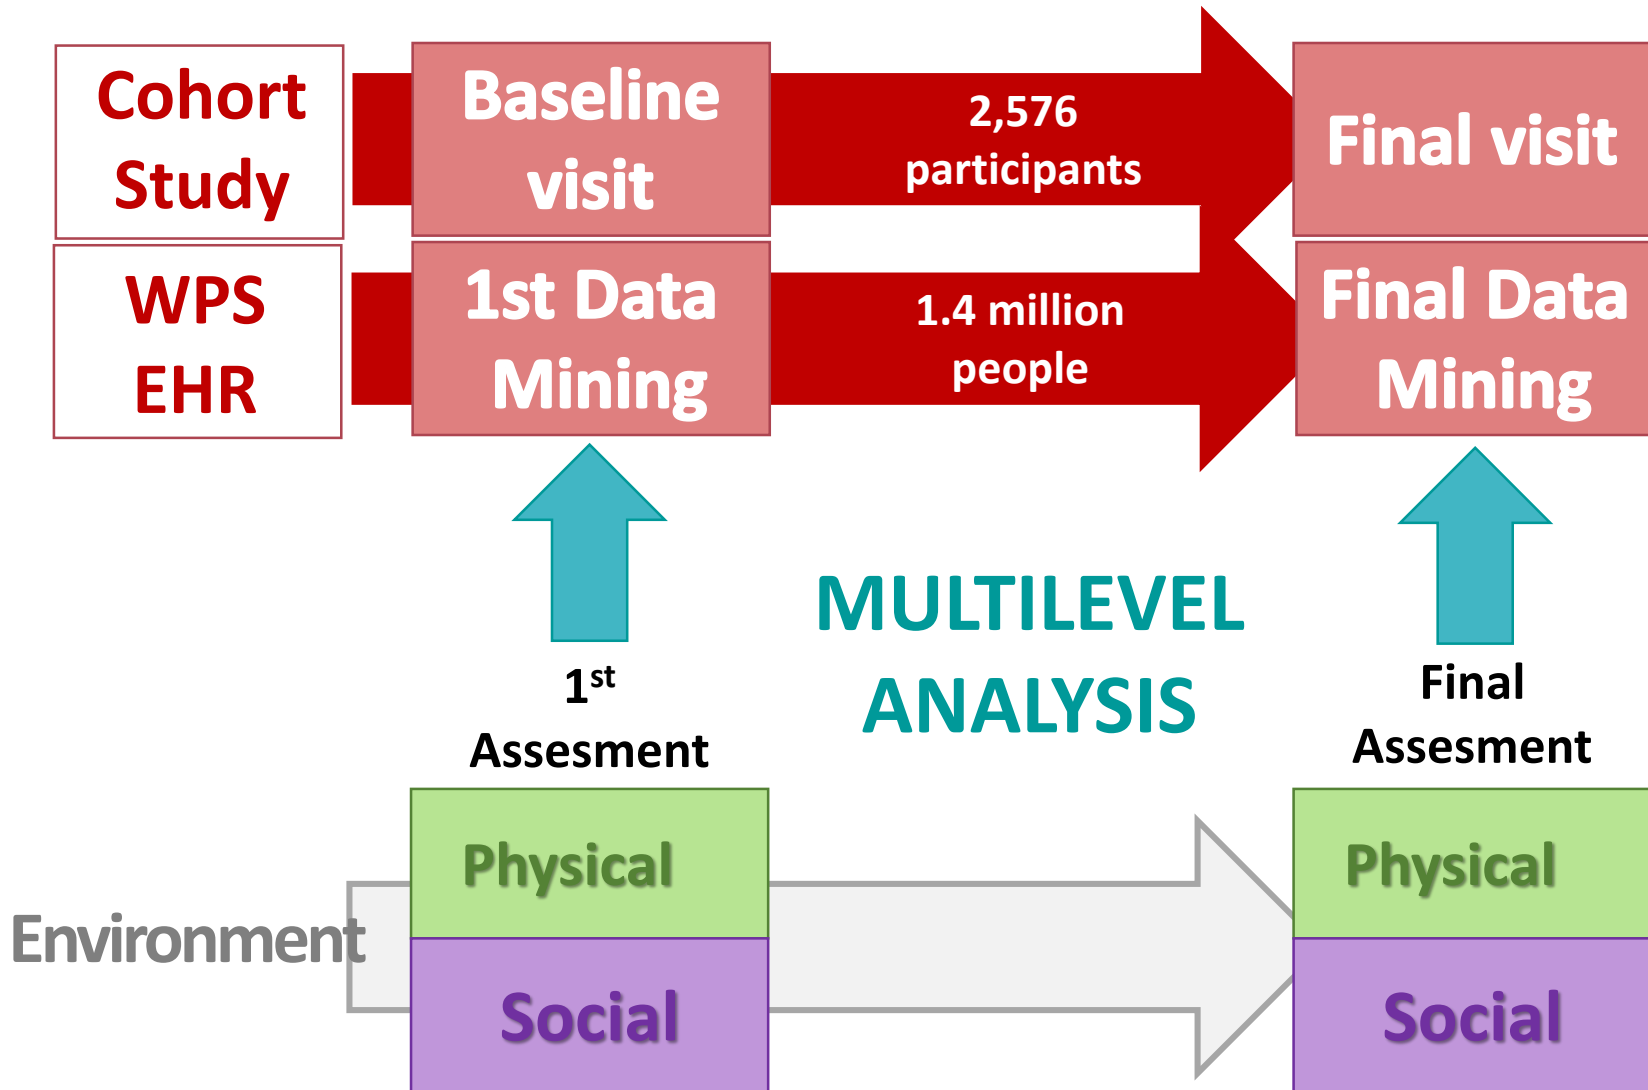 Cohort
Study
Baseline
visit
2,576
participants
Final visit
WPS
EHR
1st Data
Mining
1.4 million
people
Final Data
Mining
MULTILEVEL
ANALYSIS
1st
Assesment
Final
Assesment
Environment
Physical
Social
Physical
Social